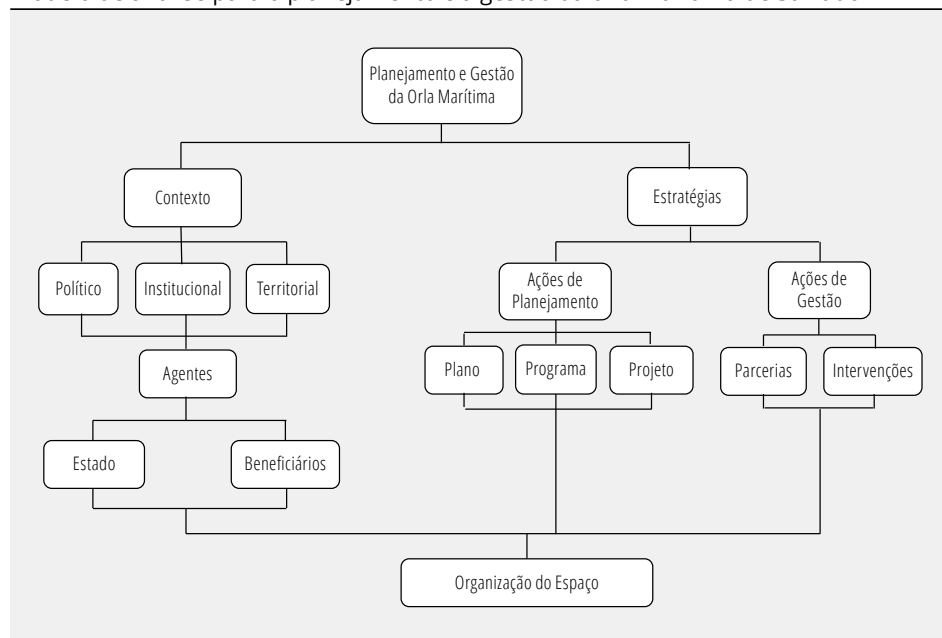 Planejamento e Gestão
da Orla Marítima
Contexto
Estratégias
Político
Institucional
Territorial
Ações de
Planejamento
Ações de
Gestão
Agentes
Plano
Programa
Projeto
Parcerias
Intervenções
Estado
Beneficiários
Organização do Espaço